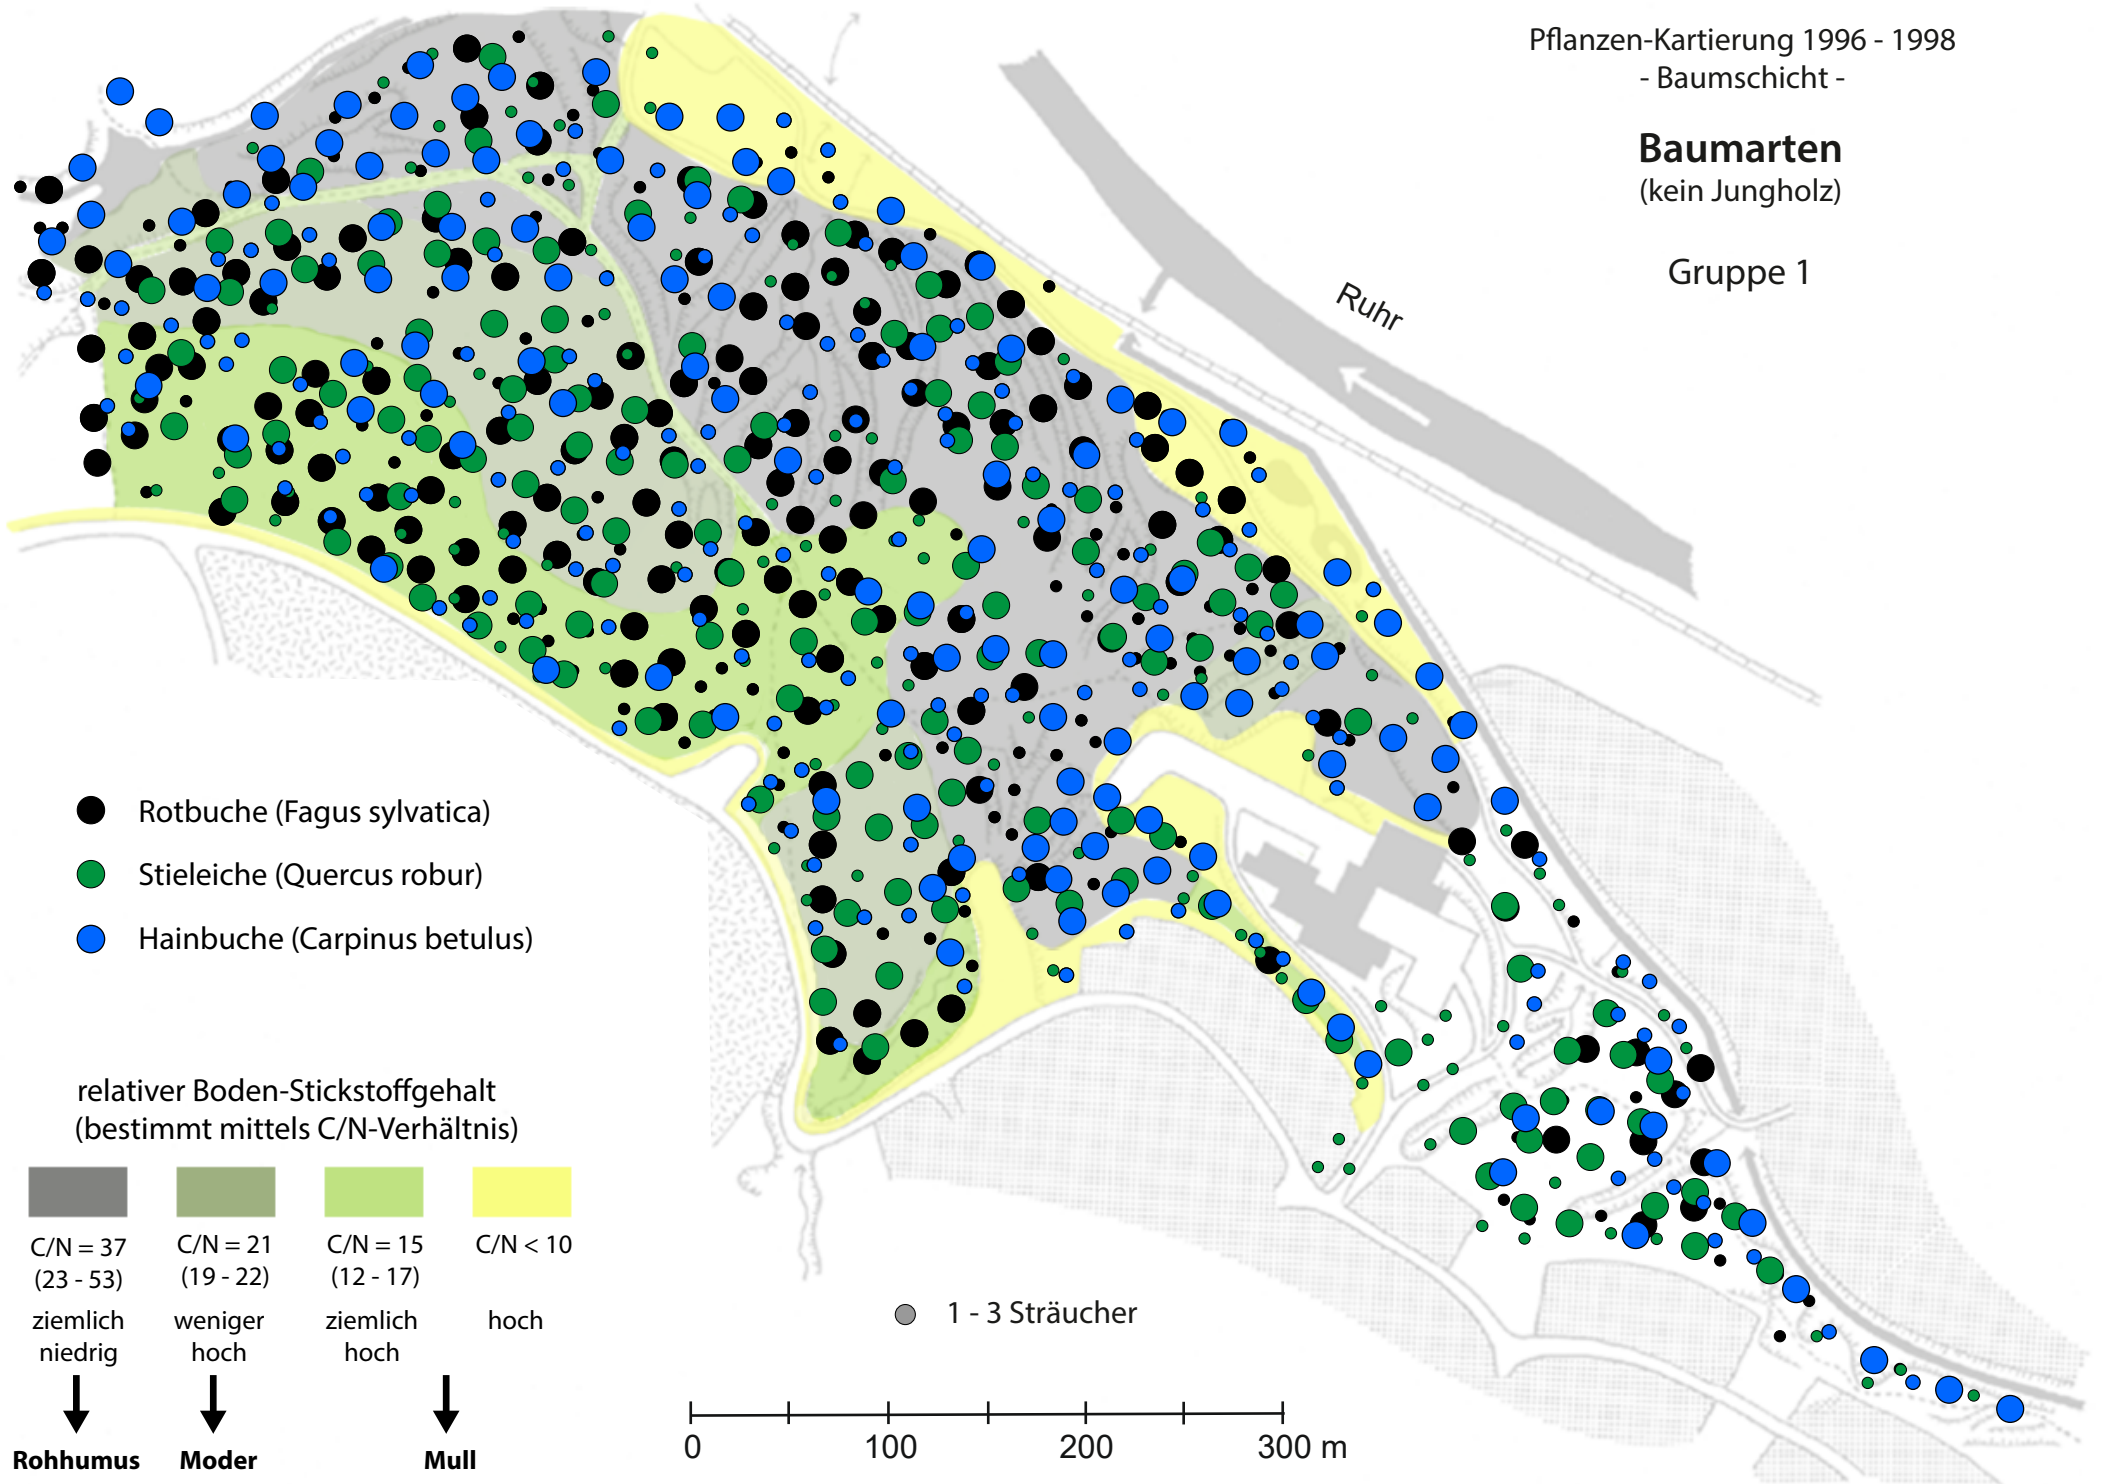 Pflanzen-Kartierung 1996 - 1998
- Baumschicht -
Baumarten
(kein Jungholz)
Gruppe 1
Ruhr
Rotbuche (Fagus sylvatica)
Stieleiche (Quercus robur)
Hainbuche (Carpinus betulus)
relativer Boden-Stickstoffgehalt
(bestimmt mittels C/N-Verhältnis)
C/N = 37 C/N = 21 C/N = 15 C/N < 10
(23 - 53) (19 - 22) (12 - 17)
ziemlich weniger ziemlich hoch
niedrig hoch hoch
Rohhumus Moder Mull
1 - 3 Sträucher
0 100 200 300 m